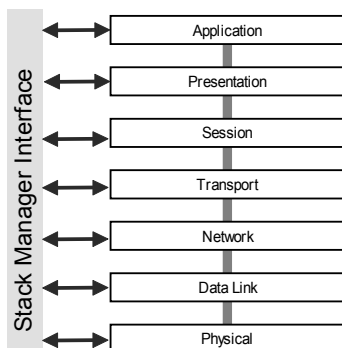 Stack Manager Interface
Application
Presentation
Session
Transport
Network
Data Link
Physical